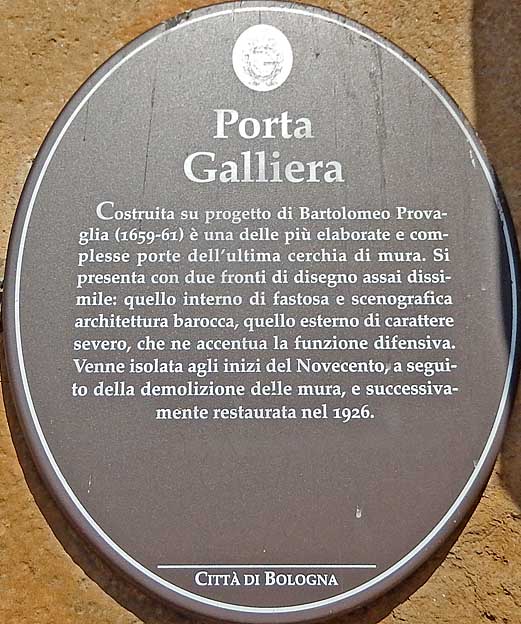 Porta
Galliera
Costruita su progetto di Bartolomeo Prova-
glia (1659-61) è una delle più elaborate e com-
plesse porte dell'ultima cerchia di mura. Si
presenta con due fronti di disegno assai dissi-
mile: quello interno di fastosa e scenografica
architettura barocca, quello esterno di carattere
severo, che ne accentua la funzione difensiva.
Venne isolata agli inizi del Novecento, a segui-
to della demolizione delle mura, e successiva-
mente restaurata nel 1926.
CITTÀ DI BOLOGNA